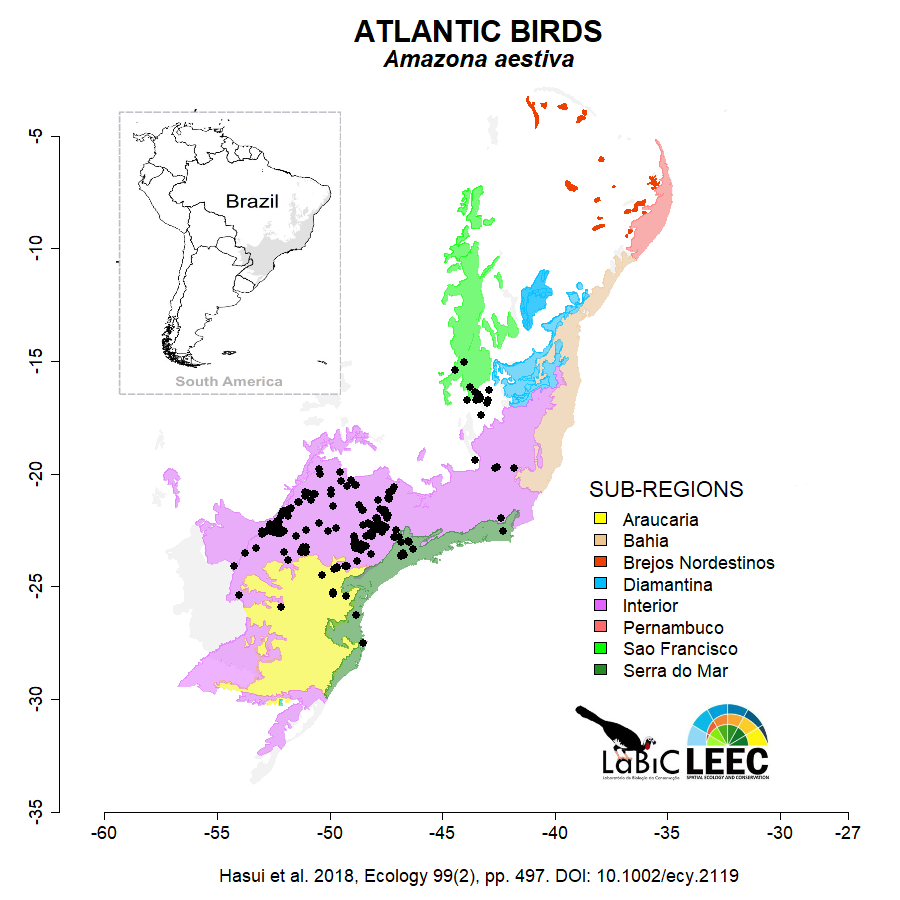 ATLANTIC BIRDS
Amazona aestiva
Brazil
South America
-5
-10
-15
-20
-25
-30
-35
-60
-55
-50
-45
-40
-35
-30
-27
SUB-REGIONS
Araucaria
Bahia
Brejos Nordestinos
Diamantina
Interior
Pernambuco
Sao Francisco
Serra do Mar
LaBiC
Laboratório de Biologia da Conservação
LEEC
SPATIAL ECOLOGY AND CONSERVATION
Hasui et al. 2018, Ecology 99(2), pp. 497. DOI: 10.1002/ecy.2119